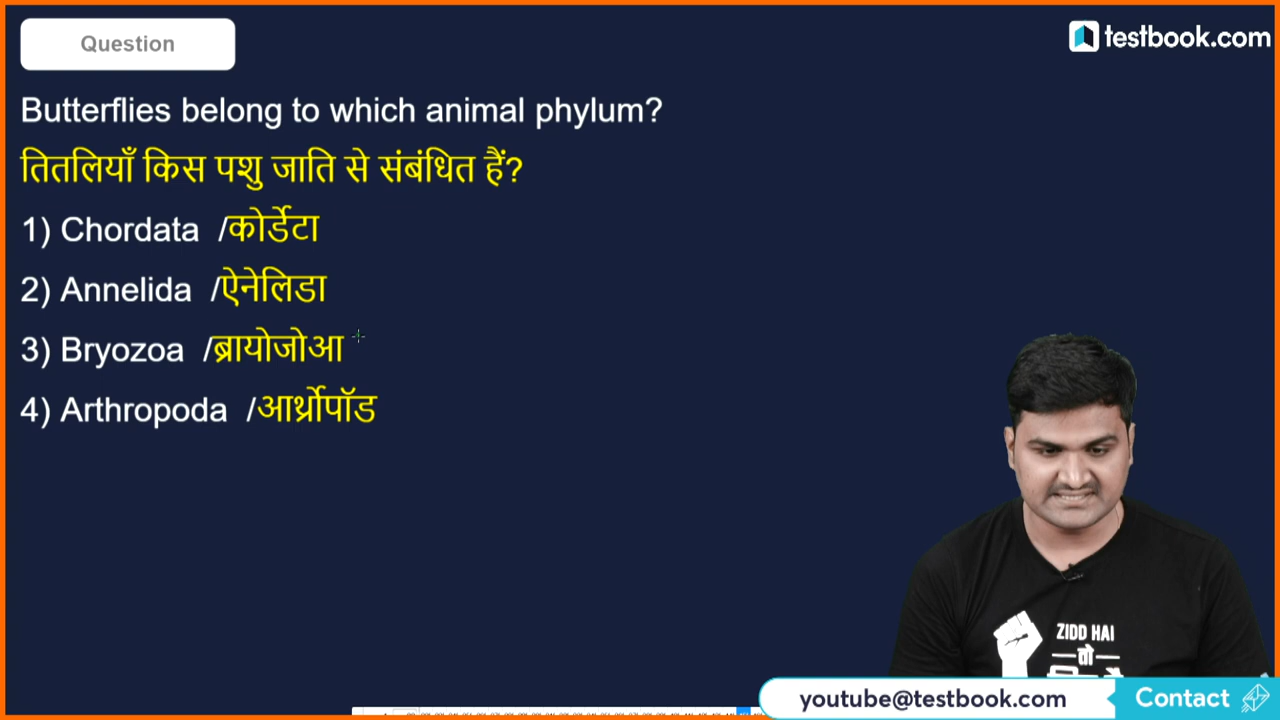 Question
testbook.com
Butterflies belong to which animal phylum?
तितलियाँ किस पशु जाति से संबंधित हैं?
1) Chordata /कोर्डेटा
2) Annelida /ऐनेलिडा
3) Bryozoa /ब्रायोजोआ
4) Arthropoda /आर्थ्रोपॉड
ZIDD HAI
तो
youtube@testbook.com
Contact